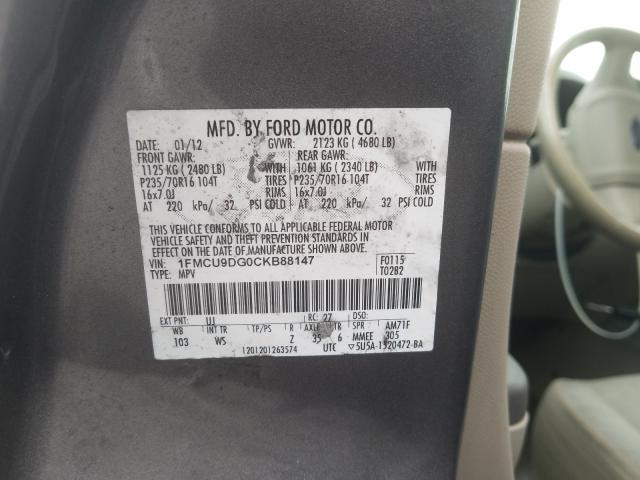 MFD. BY FORD MOTOR CO.
DATE: 01/12 GVWR: 2123 KG ( 4680 LB)
FRONT GAWR: REAR GAWR:
1125 KG ( 2480 LB) WITH 1061 KG ( 2340 LB) WITH
P235/70R16 104T TIRES P235/70R16 104T TIRES
16x7.0J RIMS 16x7.0J RIMS
AT 220 kPa/ 32 PSI COLD AT 220 kPa/ 32 PSI COLD
THIS VEHICLE CONFORMS TO ALL APPLICABLE FEDERAL MOTOR
VEHICLE SAFETY AND THEFT PREVENTION STANDARDS IN
EFFECT ON THE DATE OF MANUFACTURE SHOWN ABOVE.
VIN: 1FMCU9DG0CKB88147 F0115
TYPE: MPV T0282
EXT PNT: UJ RC: 27 DSO:
WB INT TR TP/PS R AXLE TR SPR AM71F
103 WS Z 35 6 MMEE 305
1201201263574 UTC ▽5U5A-1520472-BA